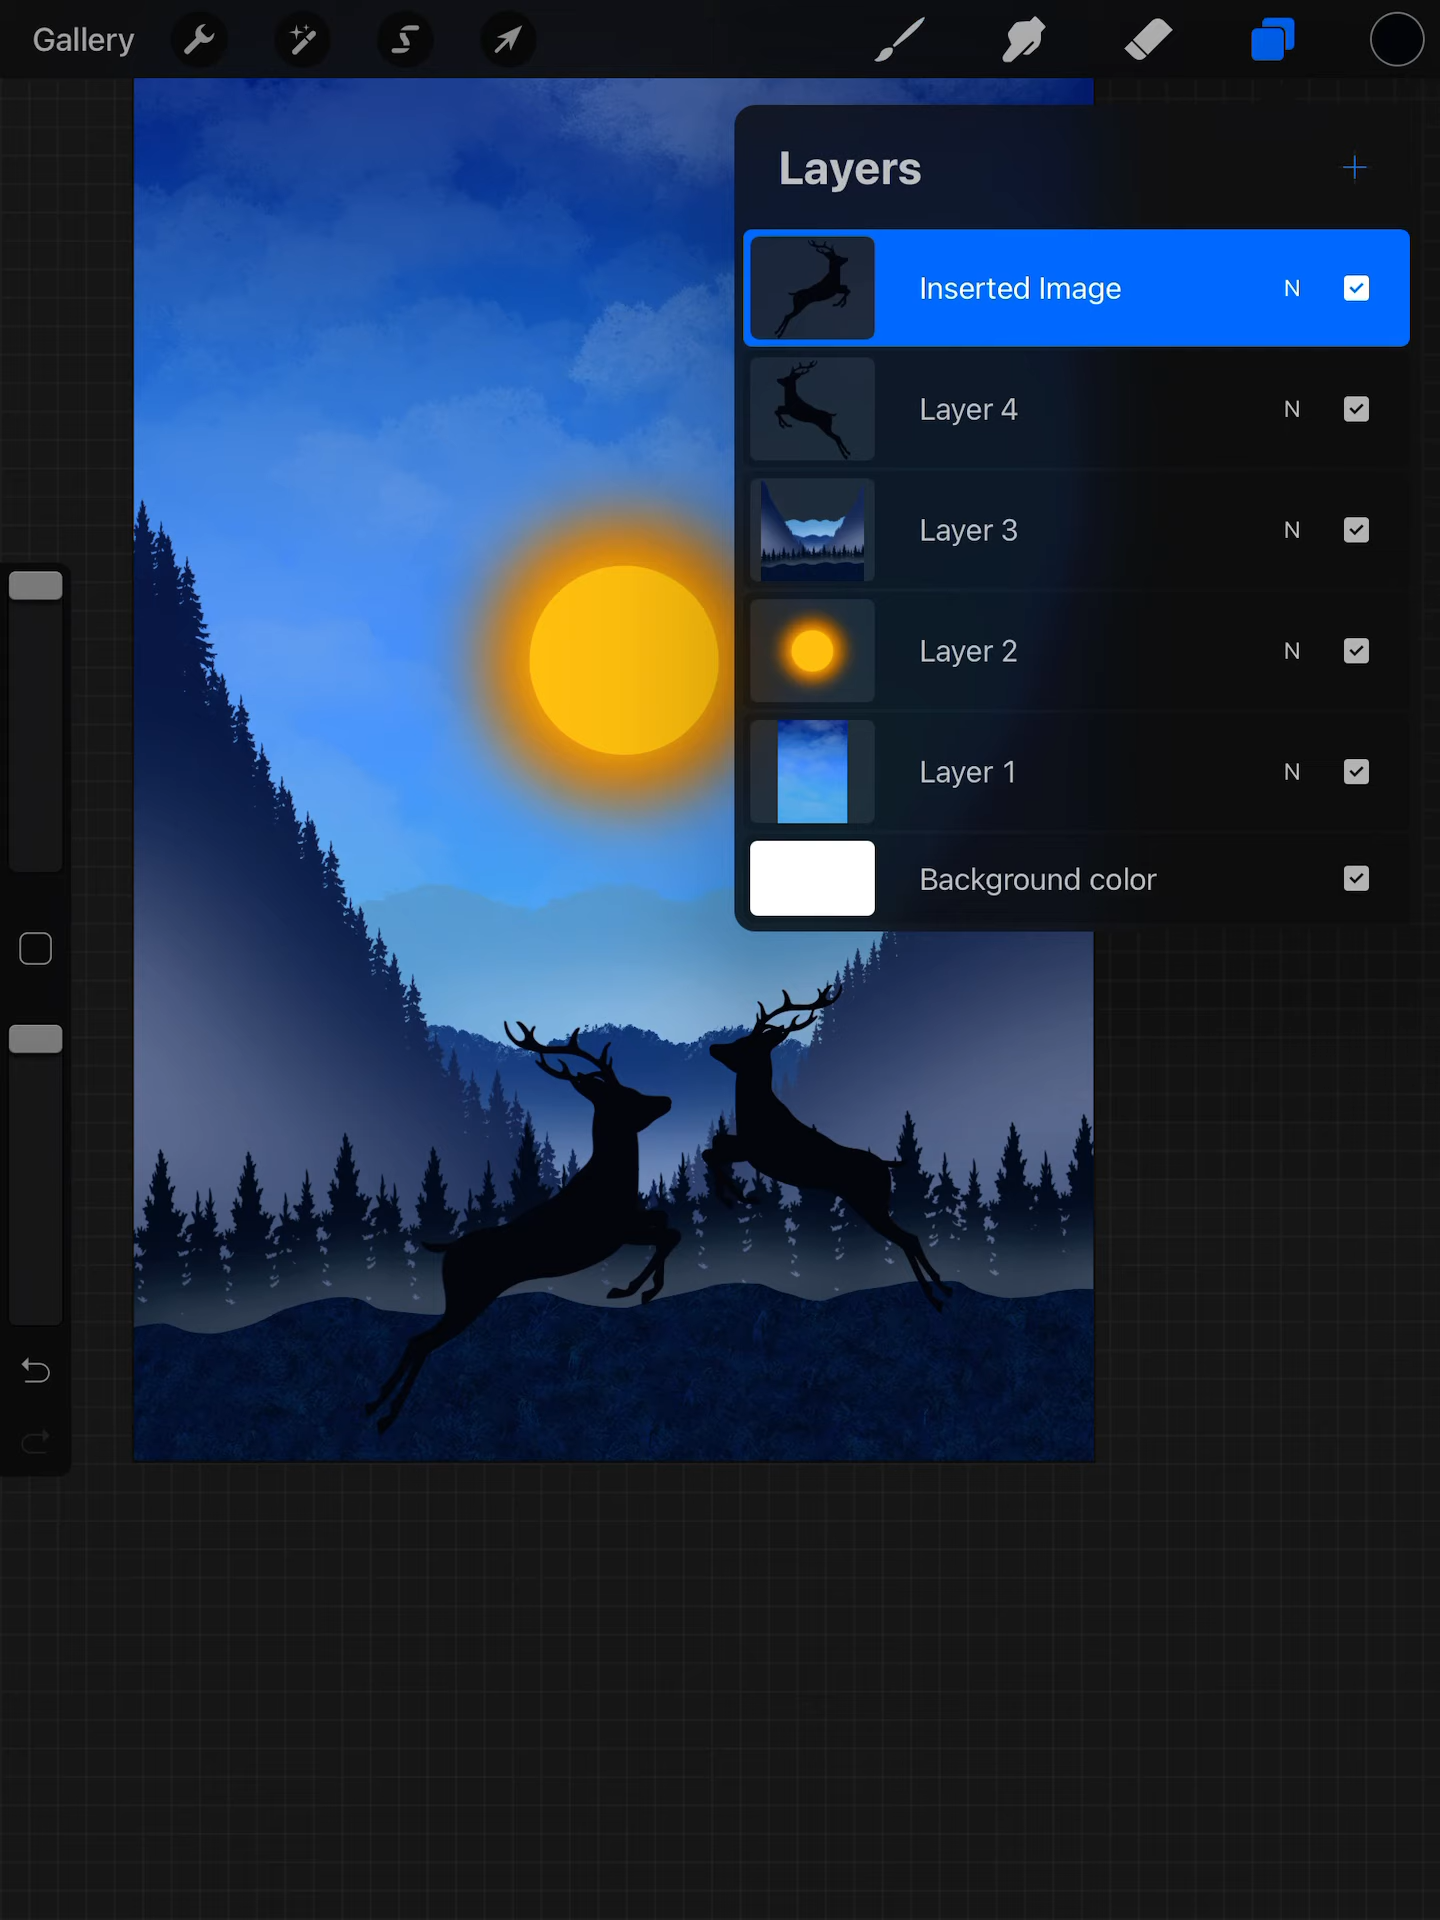 Gallery
Layers
Inserted Image N
Layer 4 N
Layer 3 N
Layer 2 N
Layer 1 N
Background color